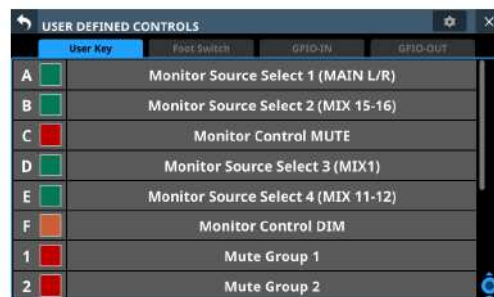 USER DEFINED CONTROLS
User Key Foot Switch GPIO-IN GPIO-OUT
A Monitor Source Select 1 (MAIN L/R)
B Monitor Source Select 2 (MIX 15-16)
C Monitor Control MUTE
D Monitor Source Select 3 (MIX1)
E Monitor Source Select 4 (MIX 11-12)
F Monitor Control DIM
1 Mute Group 1
2 Mute Group 2